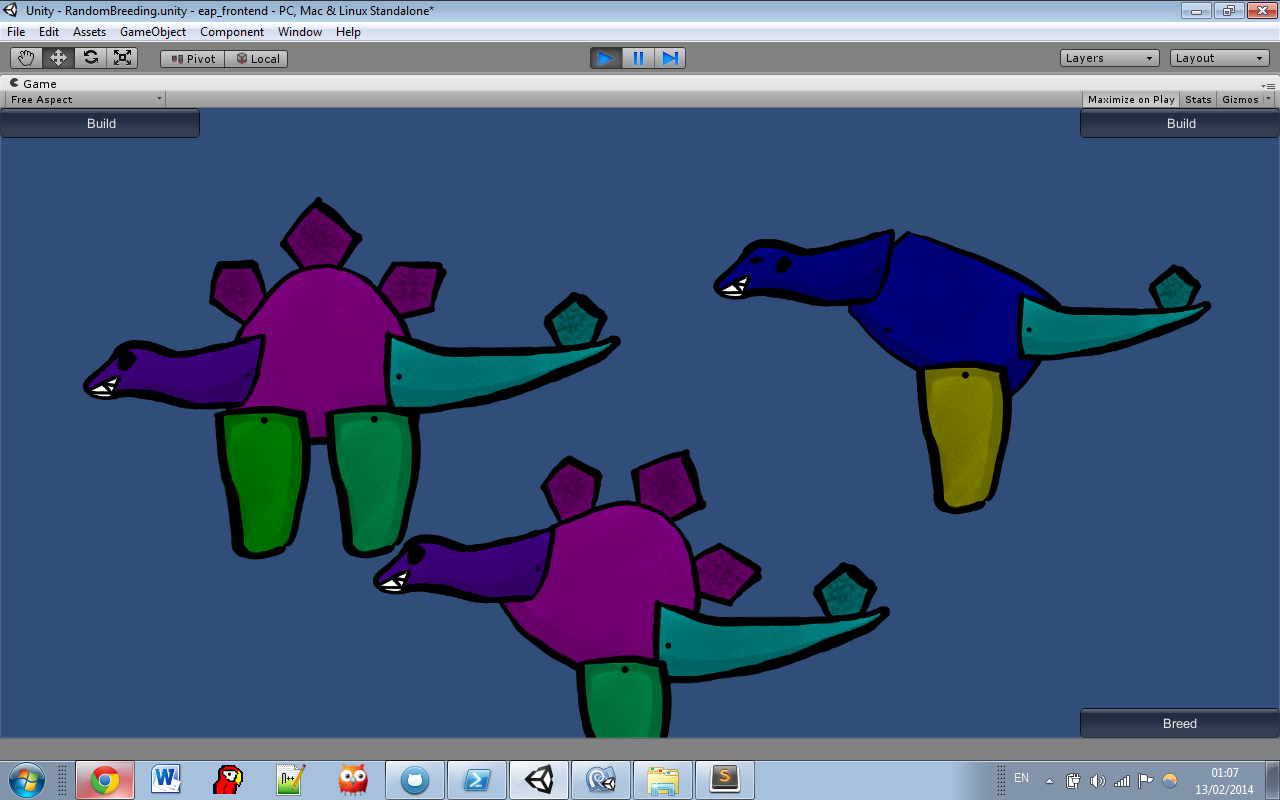 Unity - RandomBreeding.unity - eap_frontend - PC, Mac & Linux Standalone*
File Edit Assets GameObject Component Window Help
Pivot Local Layers Layout
Game
Free Aspect Maximize on Play Stats Gizmos
Build Build
Breed
EN 01:07
13/02/2014